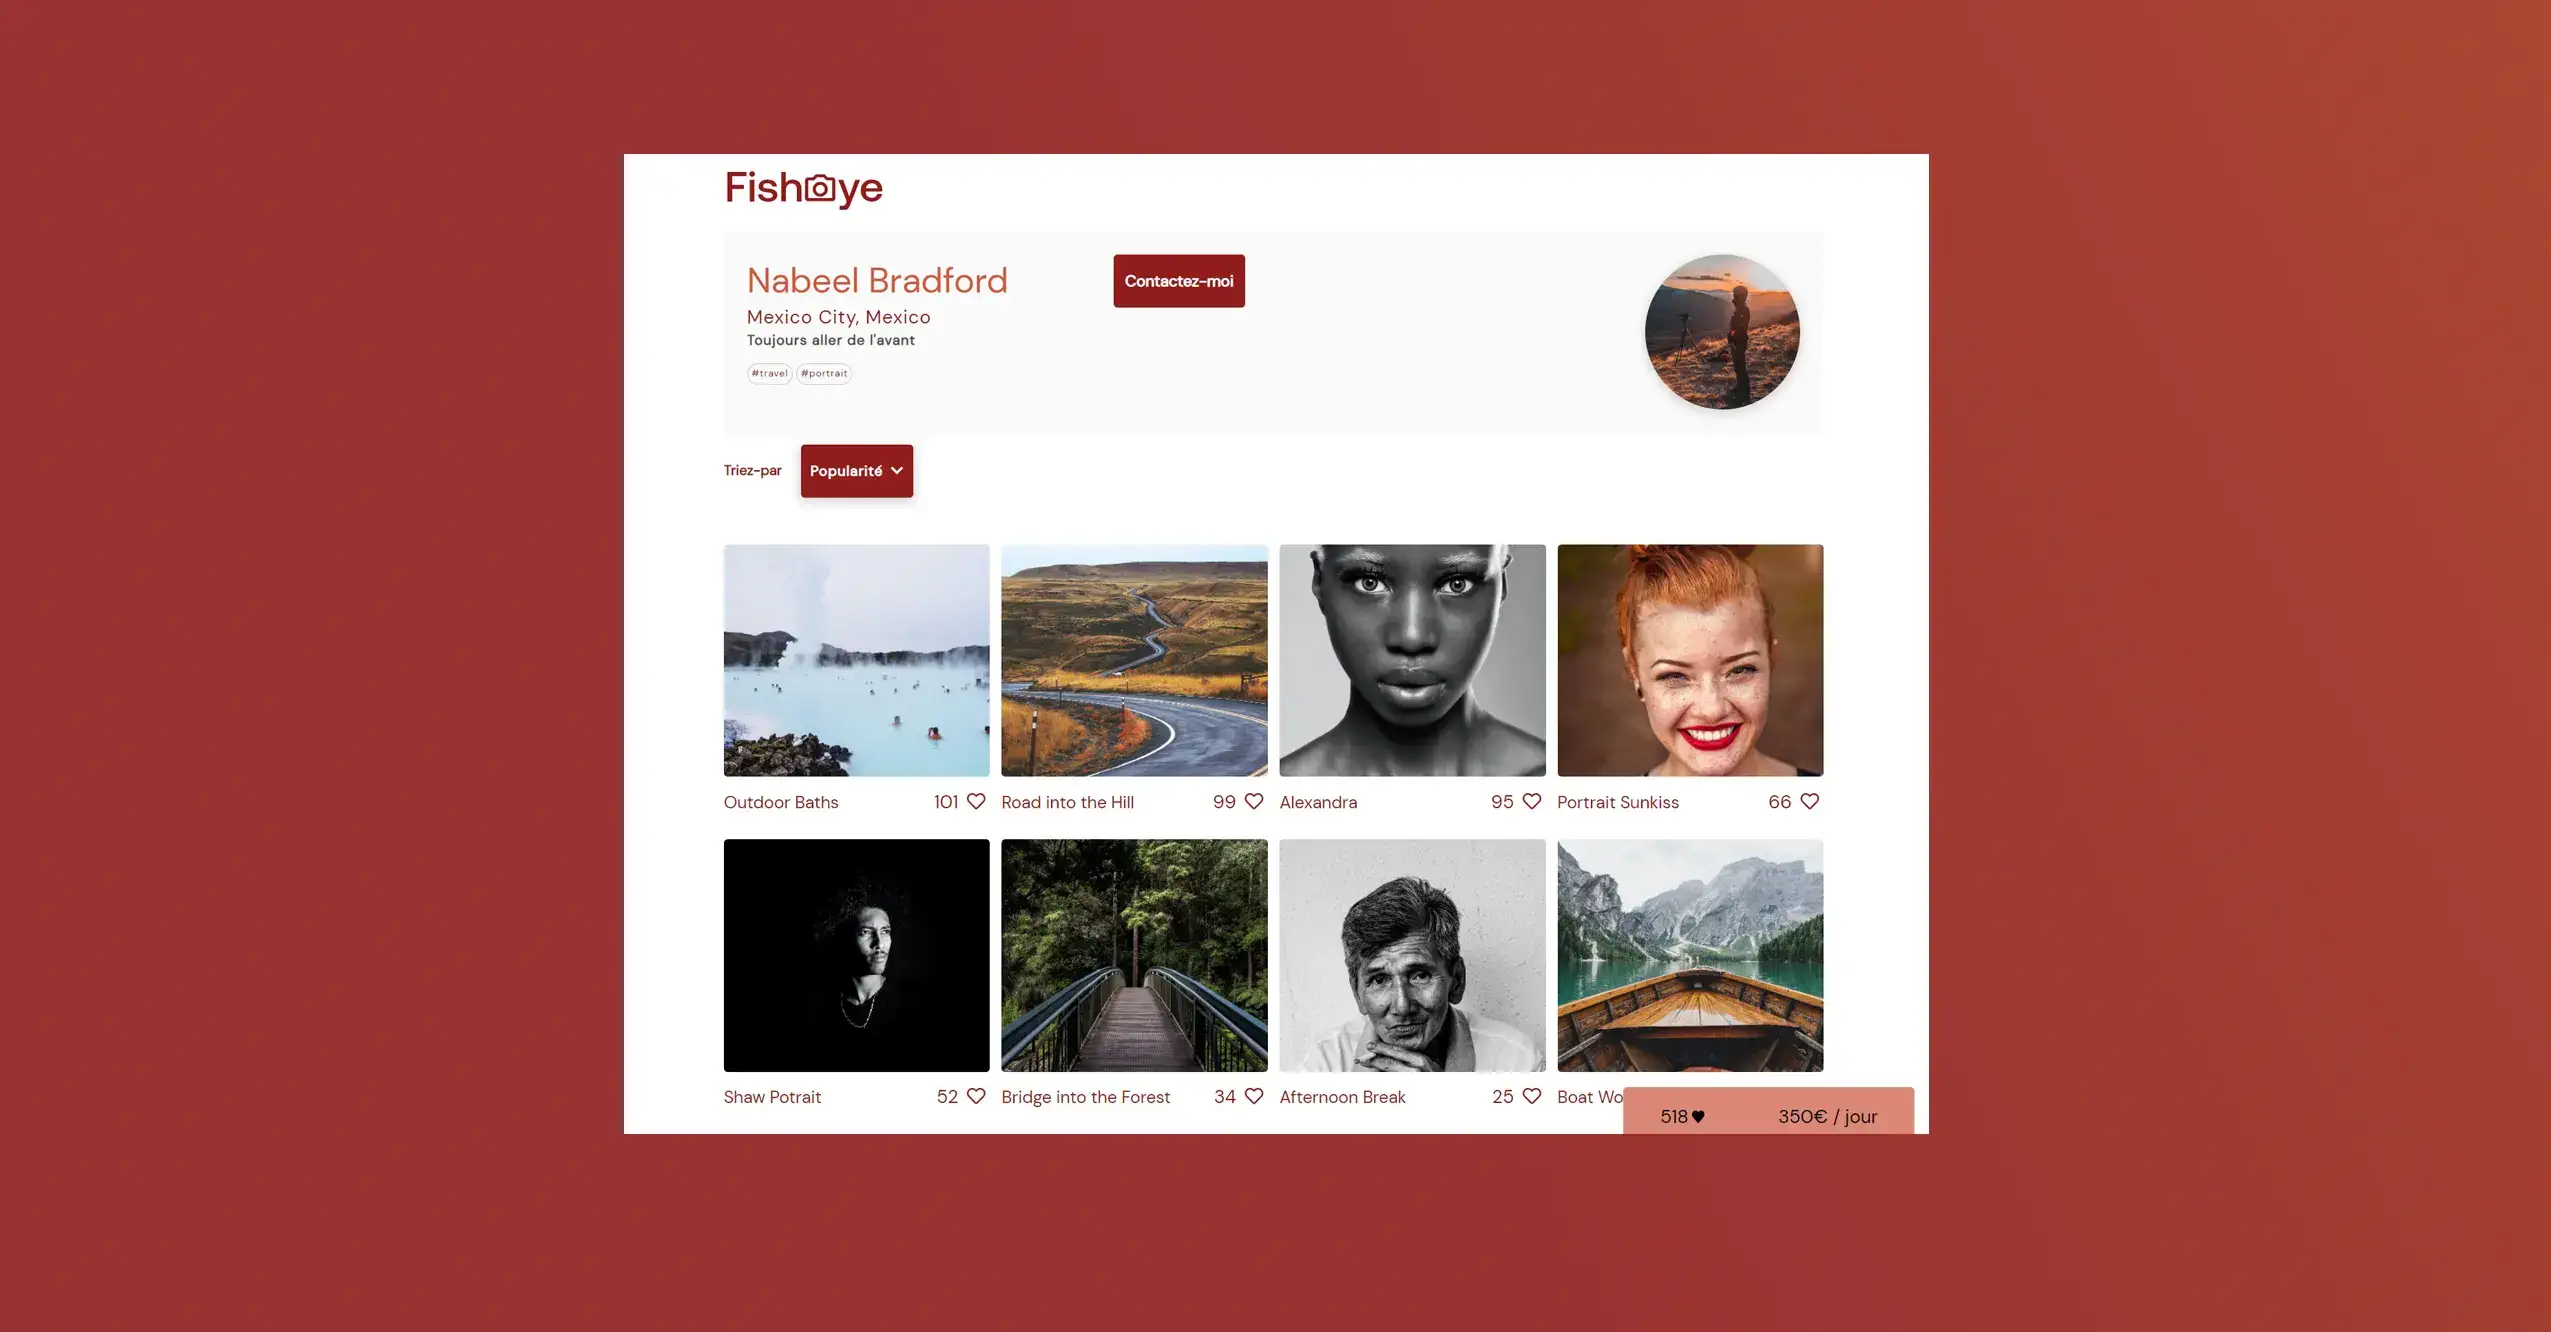 Fisheye
Nabeel Bradford
Contactez-moi
Mexico City, Mexico
Toujours aller de l'avant
#travel #portrait
Triez-par Popularité
Outdoor Baths 101 Road into the Hill 99 Alexandra 95 Portrait Sunkiss 66
Shaw Potrait 52 Bridge into the Forest 34 Afternoon Break 25 Boat Wo
518 350€ / jour